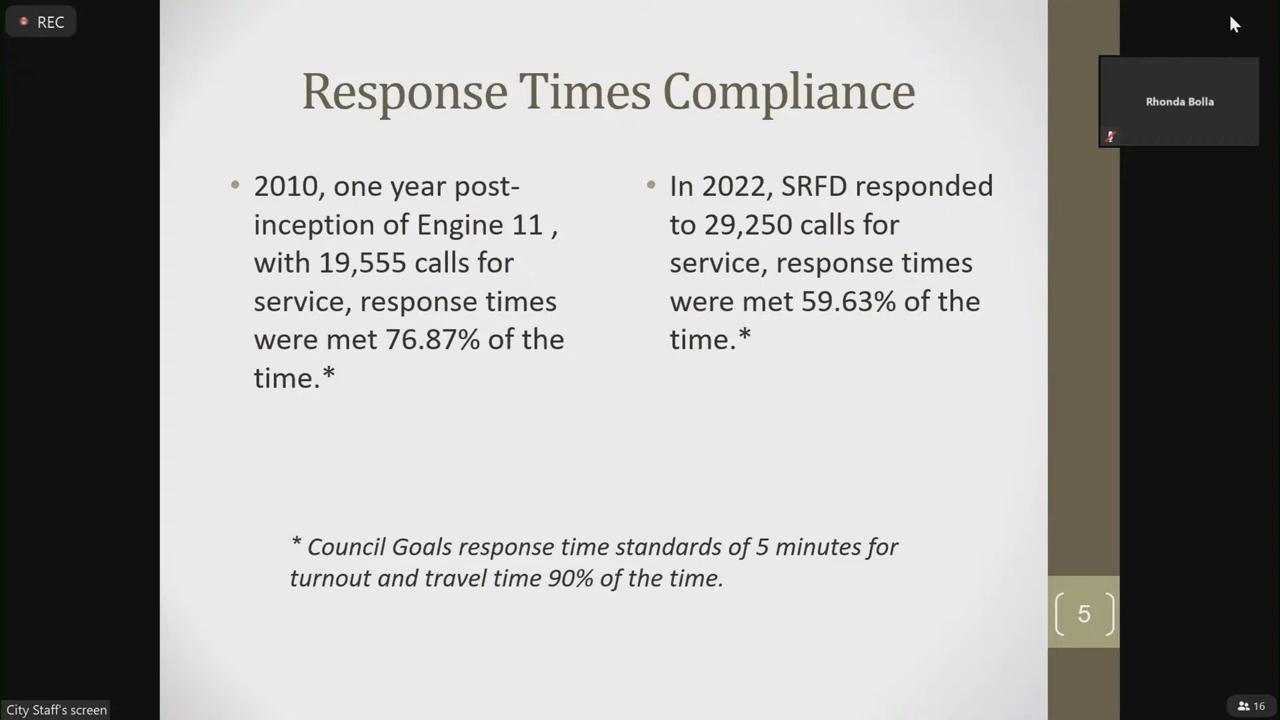 REC
Response Times Compliance
Rhonda Bolla
• 2010, one year post-
inception of Engine 11 ,
with 19,555 calls for
service, response times
were met 76.87% of the
time.*
• In 2022, SRFD responded
to 29,250 calls for
service, response times
were met 59.63% of the
time.*
* Council Goals response time standards of 5 minutes for
turnout and travel time 90% of the time.
5
City Staff's screen
16